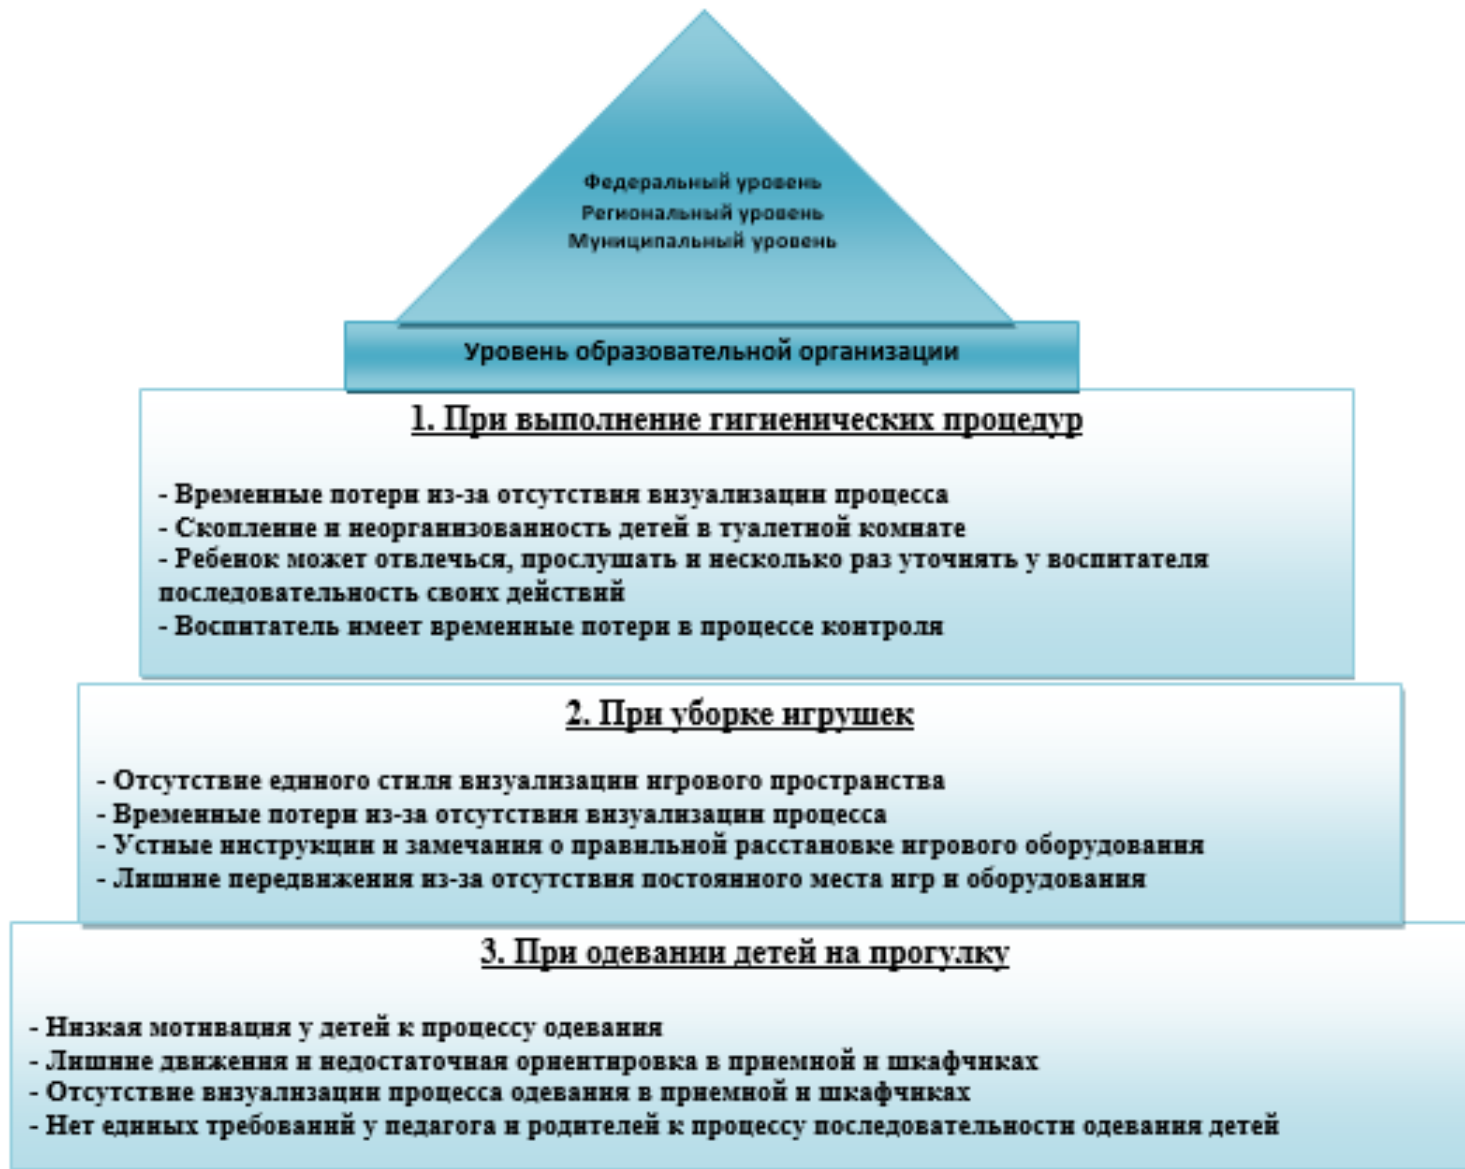 Федеральный уровень
Региональный уровень
Муниципальный уровень
Уровень образовательной организации
1. При выполнение гигиенических процедур
- Временные потери из-за отсутствия визуализации процесса
- Скопление и неорганизованность детей в туалетной комнате
- Ребенок может отвлечься, прослушать и несколько раз уточнять у воспитателя
последовательность своих действий
- Воспитатель имеет временные потери в процессе контроля
2. При уборке игрушек
- Отсутствие единого стиля визуализации игрового пространства
- Временные потери из-за отсутствия визуализации процесса
- Устные инструкции и замечания о правильной расстановке игрового оборудования
- Лишние передвижения из-за отсутствия постоянного места игр и оборудования
3. При одевании детей на прогулку
- Низкая мотивация у детей к процессу одевания
- Лишние движения и недостаточная ориентировка в приемной и шкафчиках
- Отсутствие визуализации процесса одевания в приемной и шкафчиках
- Нет единых требований у педагога и родителей к процессу последовательности одевания детей